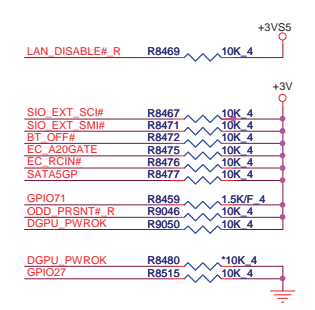 +3VS5
LAN_DISABLE#_R R8469 10K_4
+3V
SIO_EXT_SCI# R8467 10K_4
SIO_EXT_SMI# R8471 10K_4
BT_OFF# R8472 10K_4
EC_A20GATE R8475 10K_4
EC_RCIN# R8476 10K_4
SATA5GP R8477 10K_4
GPIO71 R8459 1.5K/F_4
ODD_PRSNT#_R R9046 10K_4
DGPU_PWROK R9050 10K_4
DGPU_PWROK R8480 *10K_4
GPIO27 R8515 10K_4